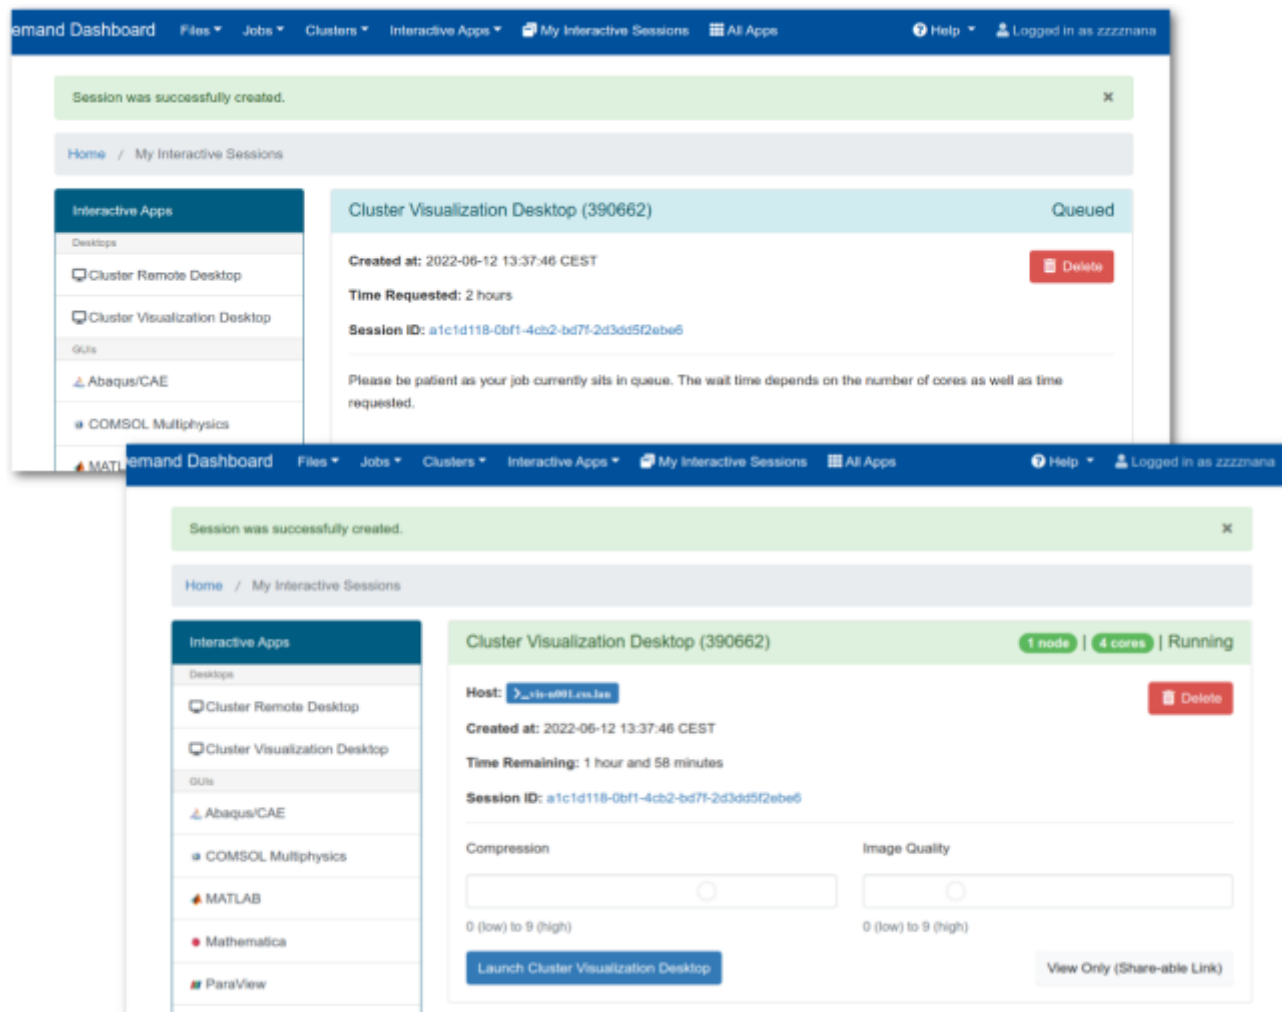 emand Dashboard Files Jobs Clusters Interactive Apps My Interactive Sessions All Apps Help Logged in as zzzznana
Session was successfully created. ×
Home / My Interactive Sessions
Interactive Apps
Desktops
Cluster Remote Desktop
Cluster Visualization Desktop
GUIs
Abaqus/CAE
COMSOL Multiphysics
MATL
Cluster Visualization Desktop (390662) Queued
Created at: 2022-06-12 13:37:46 CEST
Delete
Time Requested: 2 hours
Session ID: a1c1d118-0bf1-4cb2-bd7f-2d3dd5f2ebe6
Please be patient as your job currently sits in queue. The wait time depends on the number of cores as well as time
requested.
emand Dashboard Files Jobs Clusters Interactive Apps My Interactive Sessions All Apps Help Logged in as zzzznana
Session was successfully created. ×
Home / My Interactive Sessions
Interactive Apps
Desktops
Cluster Remote Desktop
Cluster Visualization Desktop
GUIs
Abaqus/CAE
COMSOL Multiphysics
MATLAB
Mathematica
ParaView
Cluster Visualization Desktop (390662) 1 node | 4 cores | Running
Host: >_vis-n001.css.lan
Delete
Created at: 2022-06-12 13:37:46 CEST
Time Remaining: 1 hour and 58 minutes
Session ID: a1c1d118-0bf1-4cb2-bd7f-2d3dd5f2ebe6
Compression Image Quality
0 (low) to 9 (high) 0 (low) to 9 (high)
Launch Cluster Visualization Desktop View Only (Share-able Link)